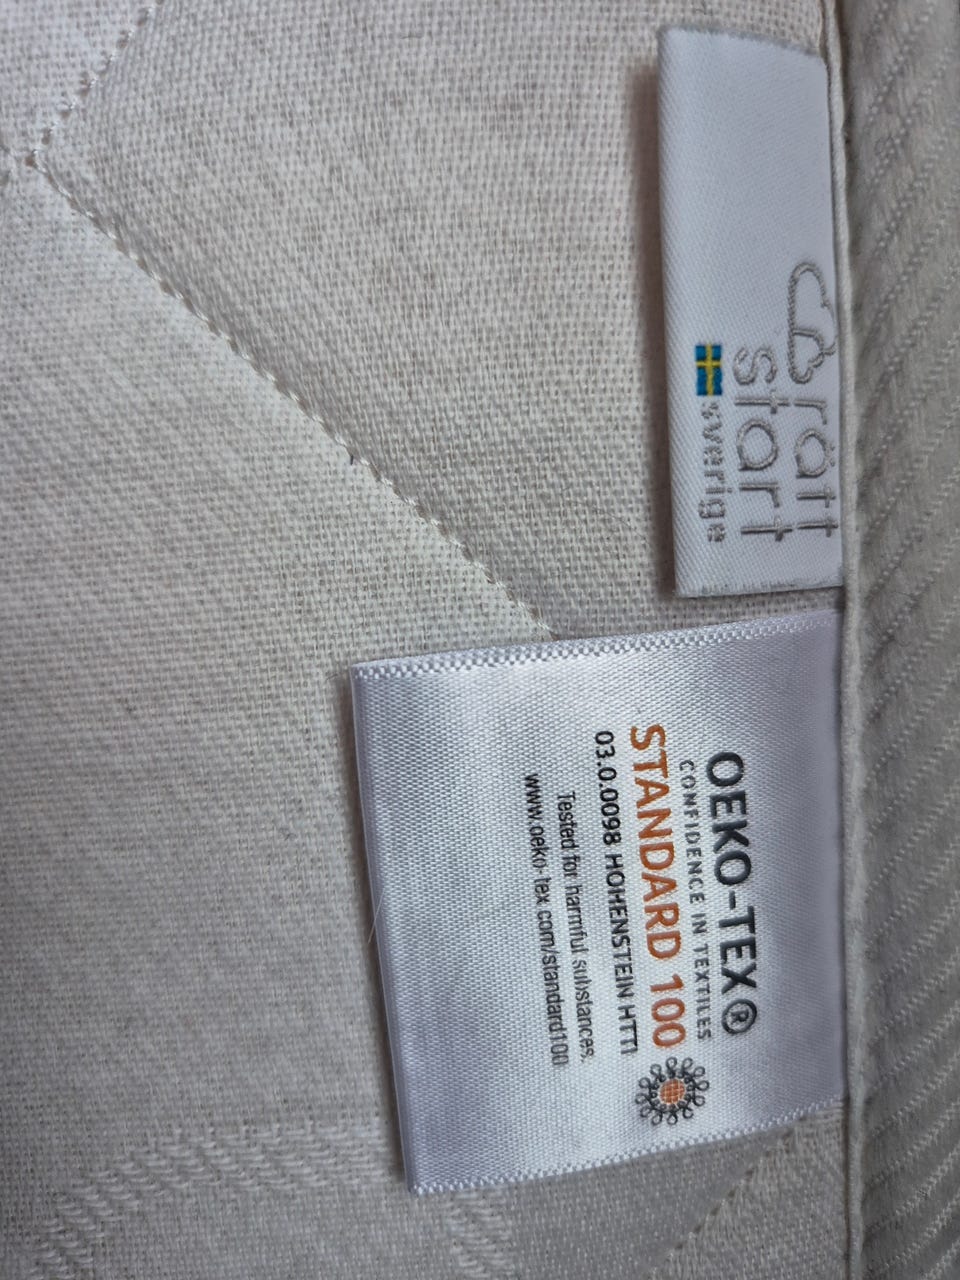 rätt
start
sverige
OEKO-TEX®
CONFIDENCE IN TEXTILES
STANDARD 100
03.0.0098 HOHENSTEIN HTTI
Tested for harmful substances.
www.oeko-tex.com/standard100